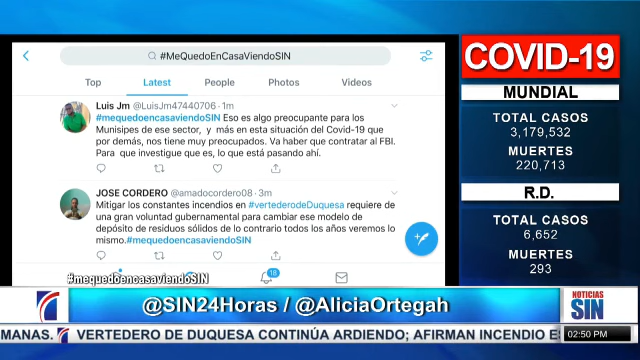 #MeQuedoEnCasaViendoSIN
Top Latest People Photos Videos
Luis Jm @LuisJm47440706 · 1m
#mequedoencasaviendoSIN Eso es algo preocupante para los
Munisipes de ese sector, y más en esta situación del Covid-19 que
por demás, nos tiene muy preocupados. Va haber que contratar al FBI.
Para que investigue que es, lo que está pasando ahí.
JOSE CORDERO @amadocordero08 · 3m
Mitigar los constantes incendios en #vertederodeDuquesa requiere de
una gran voluntad gubernamental para cambiar ese modelo de
depósito de residuos sólidos de lo contrario todos los años veremos lo
mismo.#mequedoencasaviendoSIN
18
#mequedoencasaviendoSIN
COVID-19
MUNDIAL
TOTAL CASOS
3,179,532
MUERTES
220,713
R.D.
TOTAL CASOS
6,652
MUERTES
293
@SIN24Horas / @AliciaOrtegah
NOTICIAS
SIN
MANAS. VERTEDERO DE DUQUESA CONTINÚA ARDIENDO; AFIRMAN INCENDIO E
02:50 PM